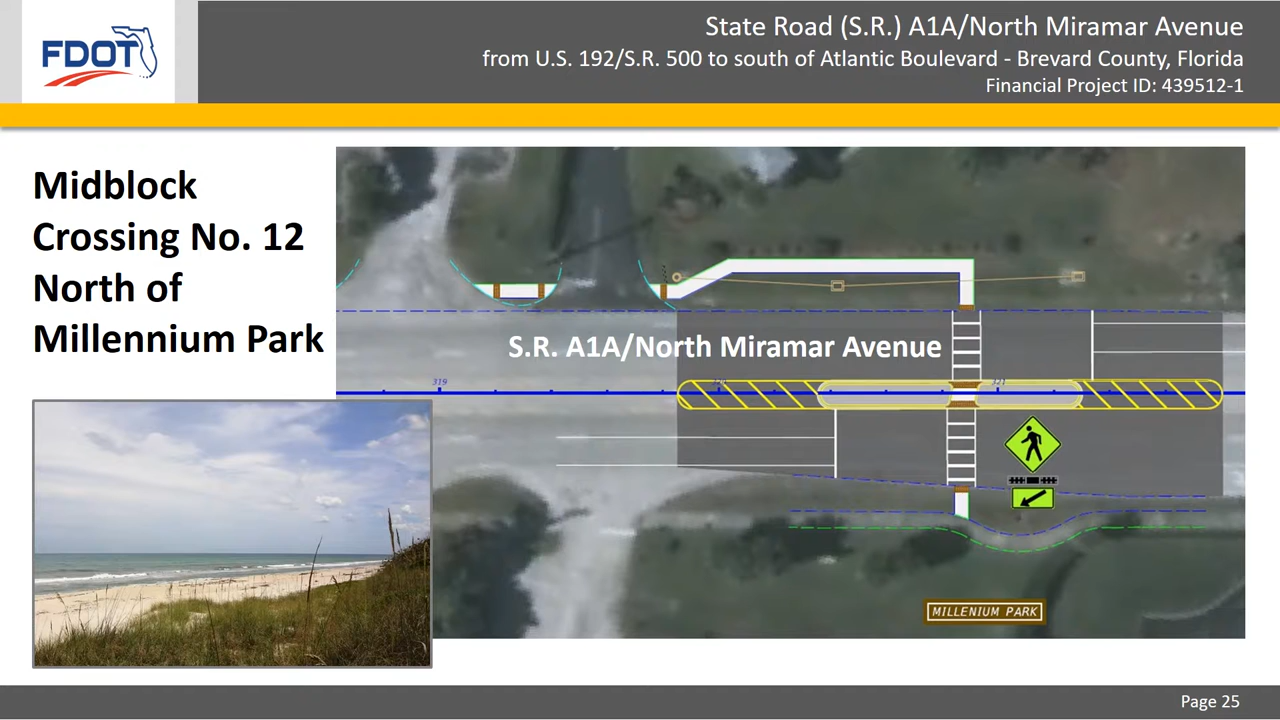 FDOT
State Road (S.R.) A1A/North Miramar Avenue
from U.S. 192/S.R. 500 to south of Atlantic Boulevard - Brevard County, Florida
Financial Project ID: 439512-1
Midblock
Crossing No. 12
North of
Millennium Park
S.R. A1A/North Miramar Avenue
319
321
MILLENIUM PARK
Page 25